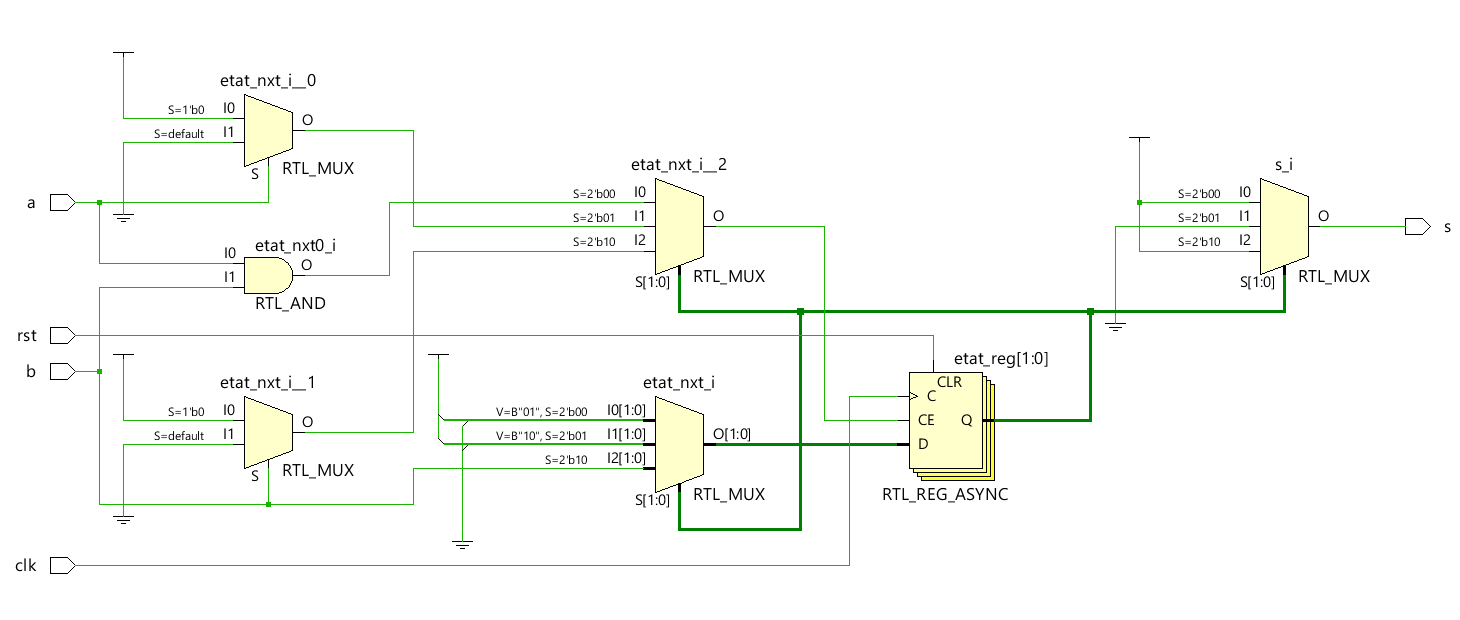 etat_nxt_i__0
S=1'b0 I0
O
S=default I1
S RTL_MUX
a
etat_nxt0_i
I0
O
I1
RTL_AND
rst
b
etat_nxt_i__1
S=1'b0 I0
O
S=default I1
S RTL_MUX
clk
etat_nxt_i__2
S=2'b00 I0
O
S=2'b01 I1
S=2'b10 I2
S[1:0] RTL_MUX
etat_nxt_i
V=B"01", S=2'b00 I0[1:0]
O[1:0]
V=B"10", S=2'b01 I1[1:0]
S=2'b10 I2[1:0]
S[1:0] RTL_MUX
etat_reg[1:0]
CLR
C
CE Q
D
RTL_REG_ASYNC
s_i
S=2'b00 I0
O
S=2'b01 I1
S=2'b10 I2
S[1:0] RTL_MUX
s